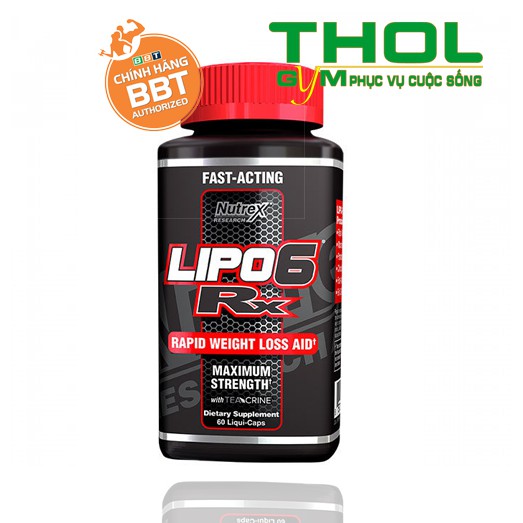 BBT
CHÍNH HÃNG
BBT
AUTHORIZED
THOL
GYM PHỤC VỤ CUỘC SỐNG
FAST-ACTING
Nutrex
RESEARCH
LIPO6
Rx
RAPID WEIGHT LOSS AID†
MAXIMUM
STRENGTH†
with TEACRINE
Dietary Supplement
60 Liqui-Caps